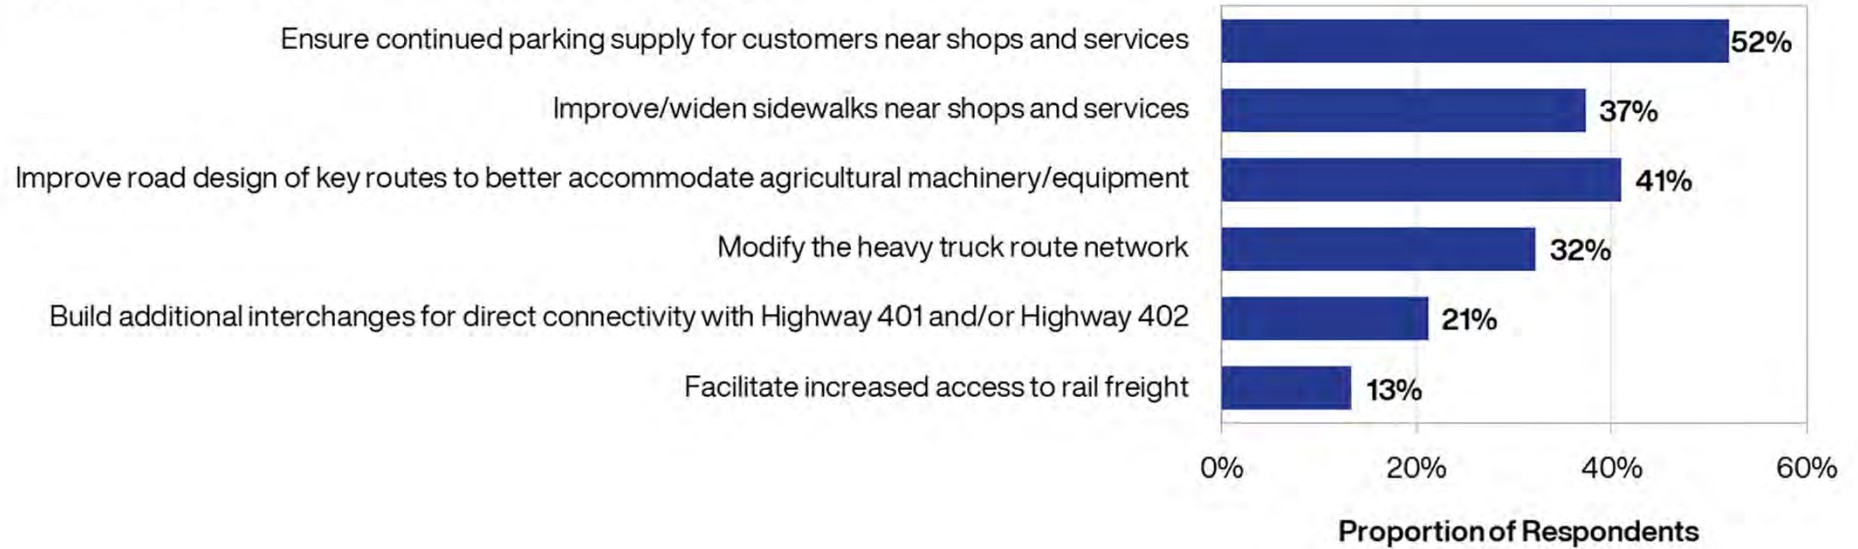 Ensure continued parking supply for customers near shops and services 52%
Improve/widen sidewalks near shops and services 37%
Improve road design of key routes to better accommodate agricultural machinery/equipment 41%
Modify the heavy truck route network 32%
Build additional interchanges for direct connectivity with Highway 401 and/or Highway 402 21%
Facilitate increased access to rail freight 13%
0% 20% 40% 60%
Proportion of Respondents